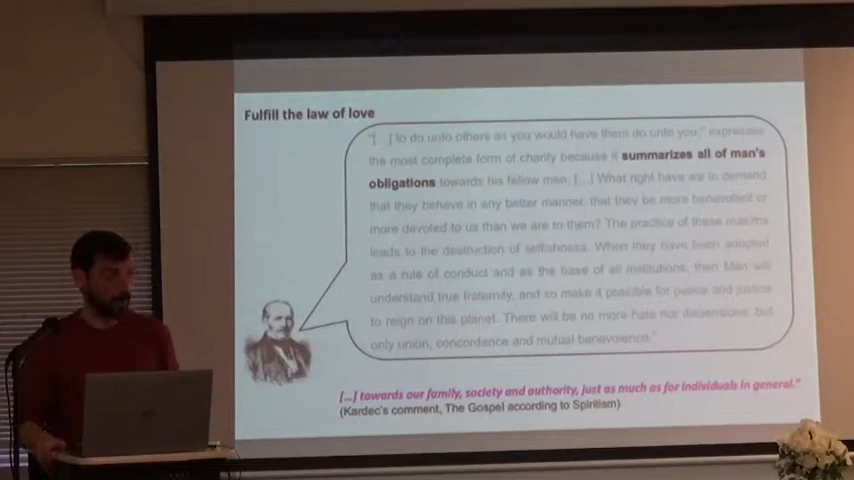 Fulfill the law of love
"[...] to do unto others as you would have them do unto you," expresses
the most complete form of charity because it summarizes all of man's
obligations towards his fellow men. [...] What right have we to demand
that they behave in any better manner, that they be more benevolent or
more devoted to us than we are to them? The practice of these maxims
leads to the destruction of selfishness. When they have been adopted
as a rule of conduct and as the base of all institutions, then Man will
understand true fraternity, and so make it possible for peace and justice
to reign on this planet. There will be no more hate nor dissensions, but
only union, concordance and mutual benevolence."
[...] towards our family, society and authority, just as much as for individuals in general."
(Kardec's comment, The Gospel according to Spiritism)